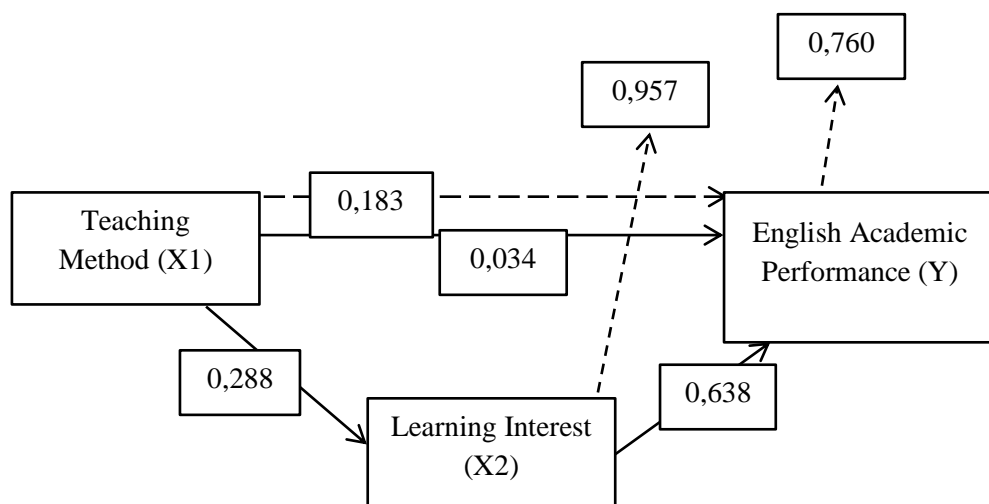 0,760
0,957
Teaching
Method (X1)
0,183
0,034
English Academic
Performance (Y)
0,288
0,638
Learning Interest
(X2)